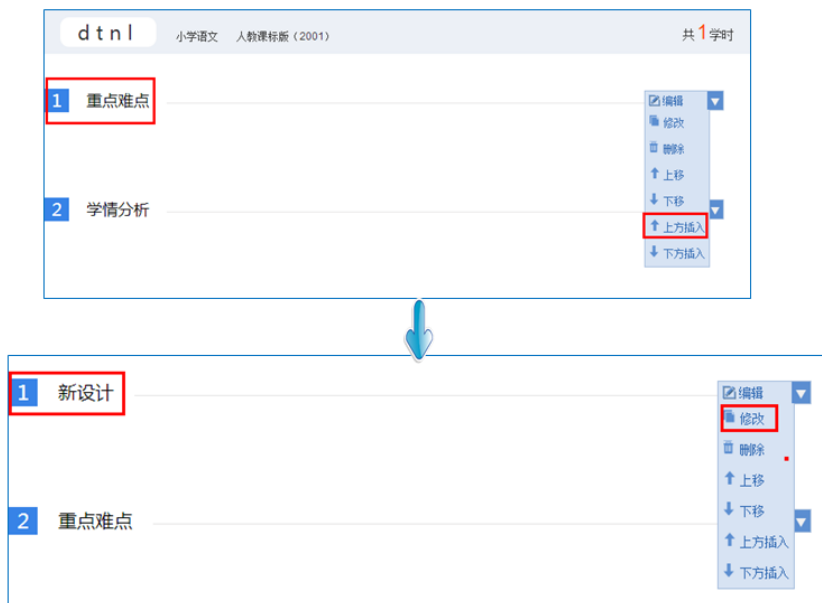 dtnl 小学语文 人教课标版（2001） 共1学时
1 重点难点
编辑
修改
删除
上移
下移
上方插入
下方插入
2 学情分析
1 新设计
编辑
修改
删除
上移
下移
上方插入
下方插入
2 重点难点